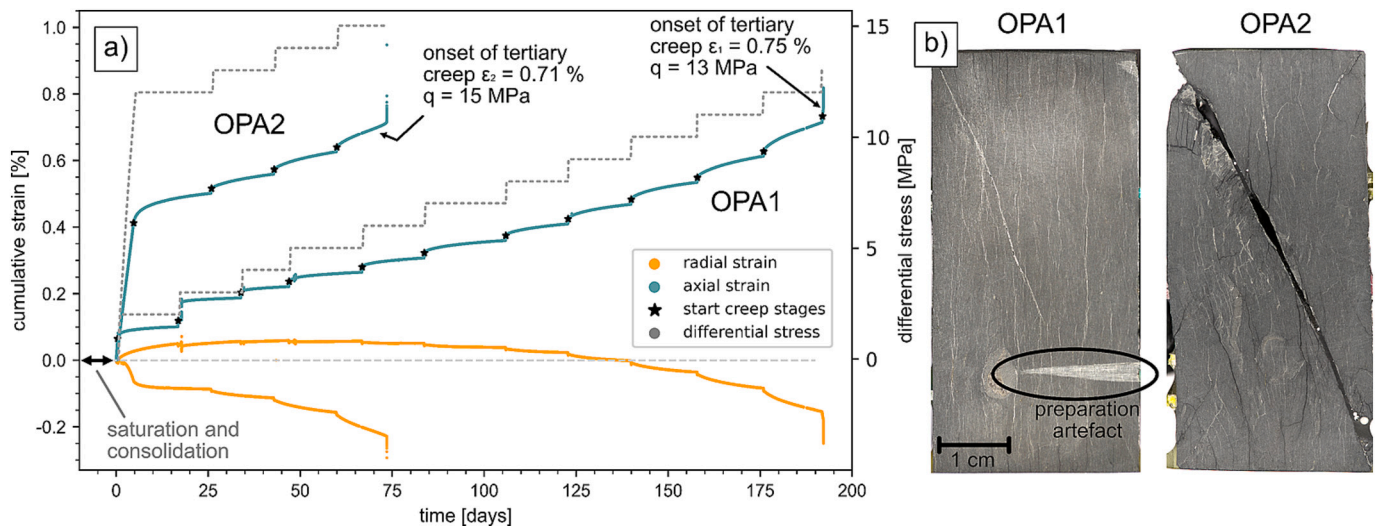 a)
onset of tertiary
creep ε₂ = 0.71 %
q = 15 MPa
onset of tertiary
creep ε₁ = 0.75 %
q = 13 MPa
OPA2
OPA1
radial strain
axial strain
start creep stages
differential stress
saturation and
consolidation
cumulative strain [%]
1.0
0.8
0.6
0.4
0.2
0.0
-0.2
15
10
5
0
differential stress [MPa]
0
25
50
75
100
125
150
175
200
time [days]
b)
OPA1
OPA2
preparation
artefact
1 cm